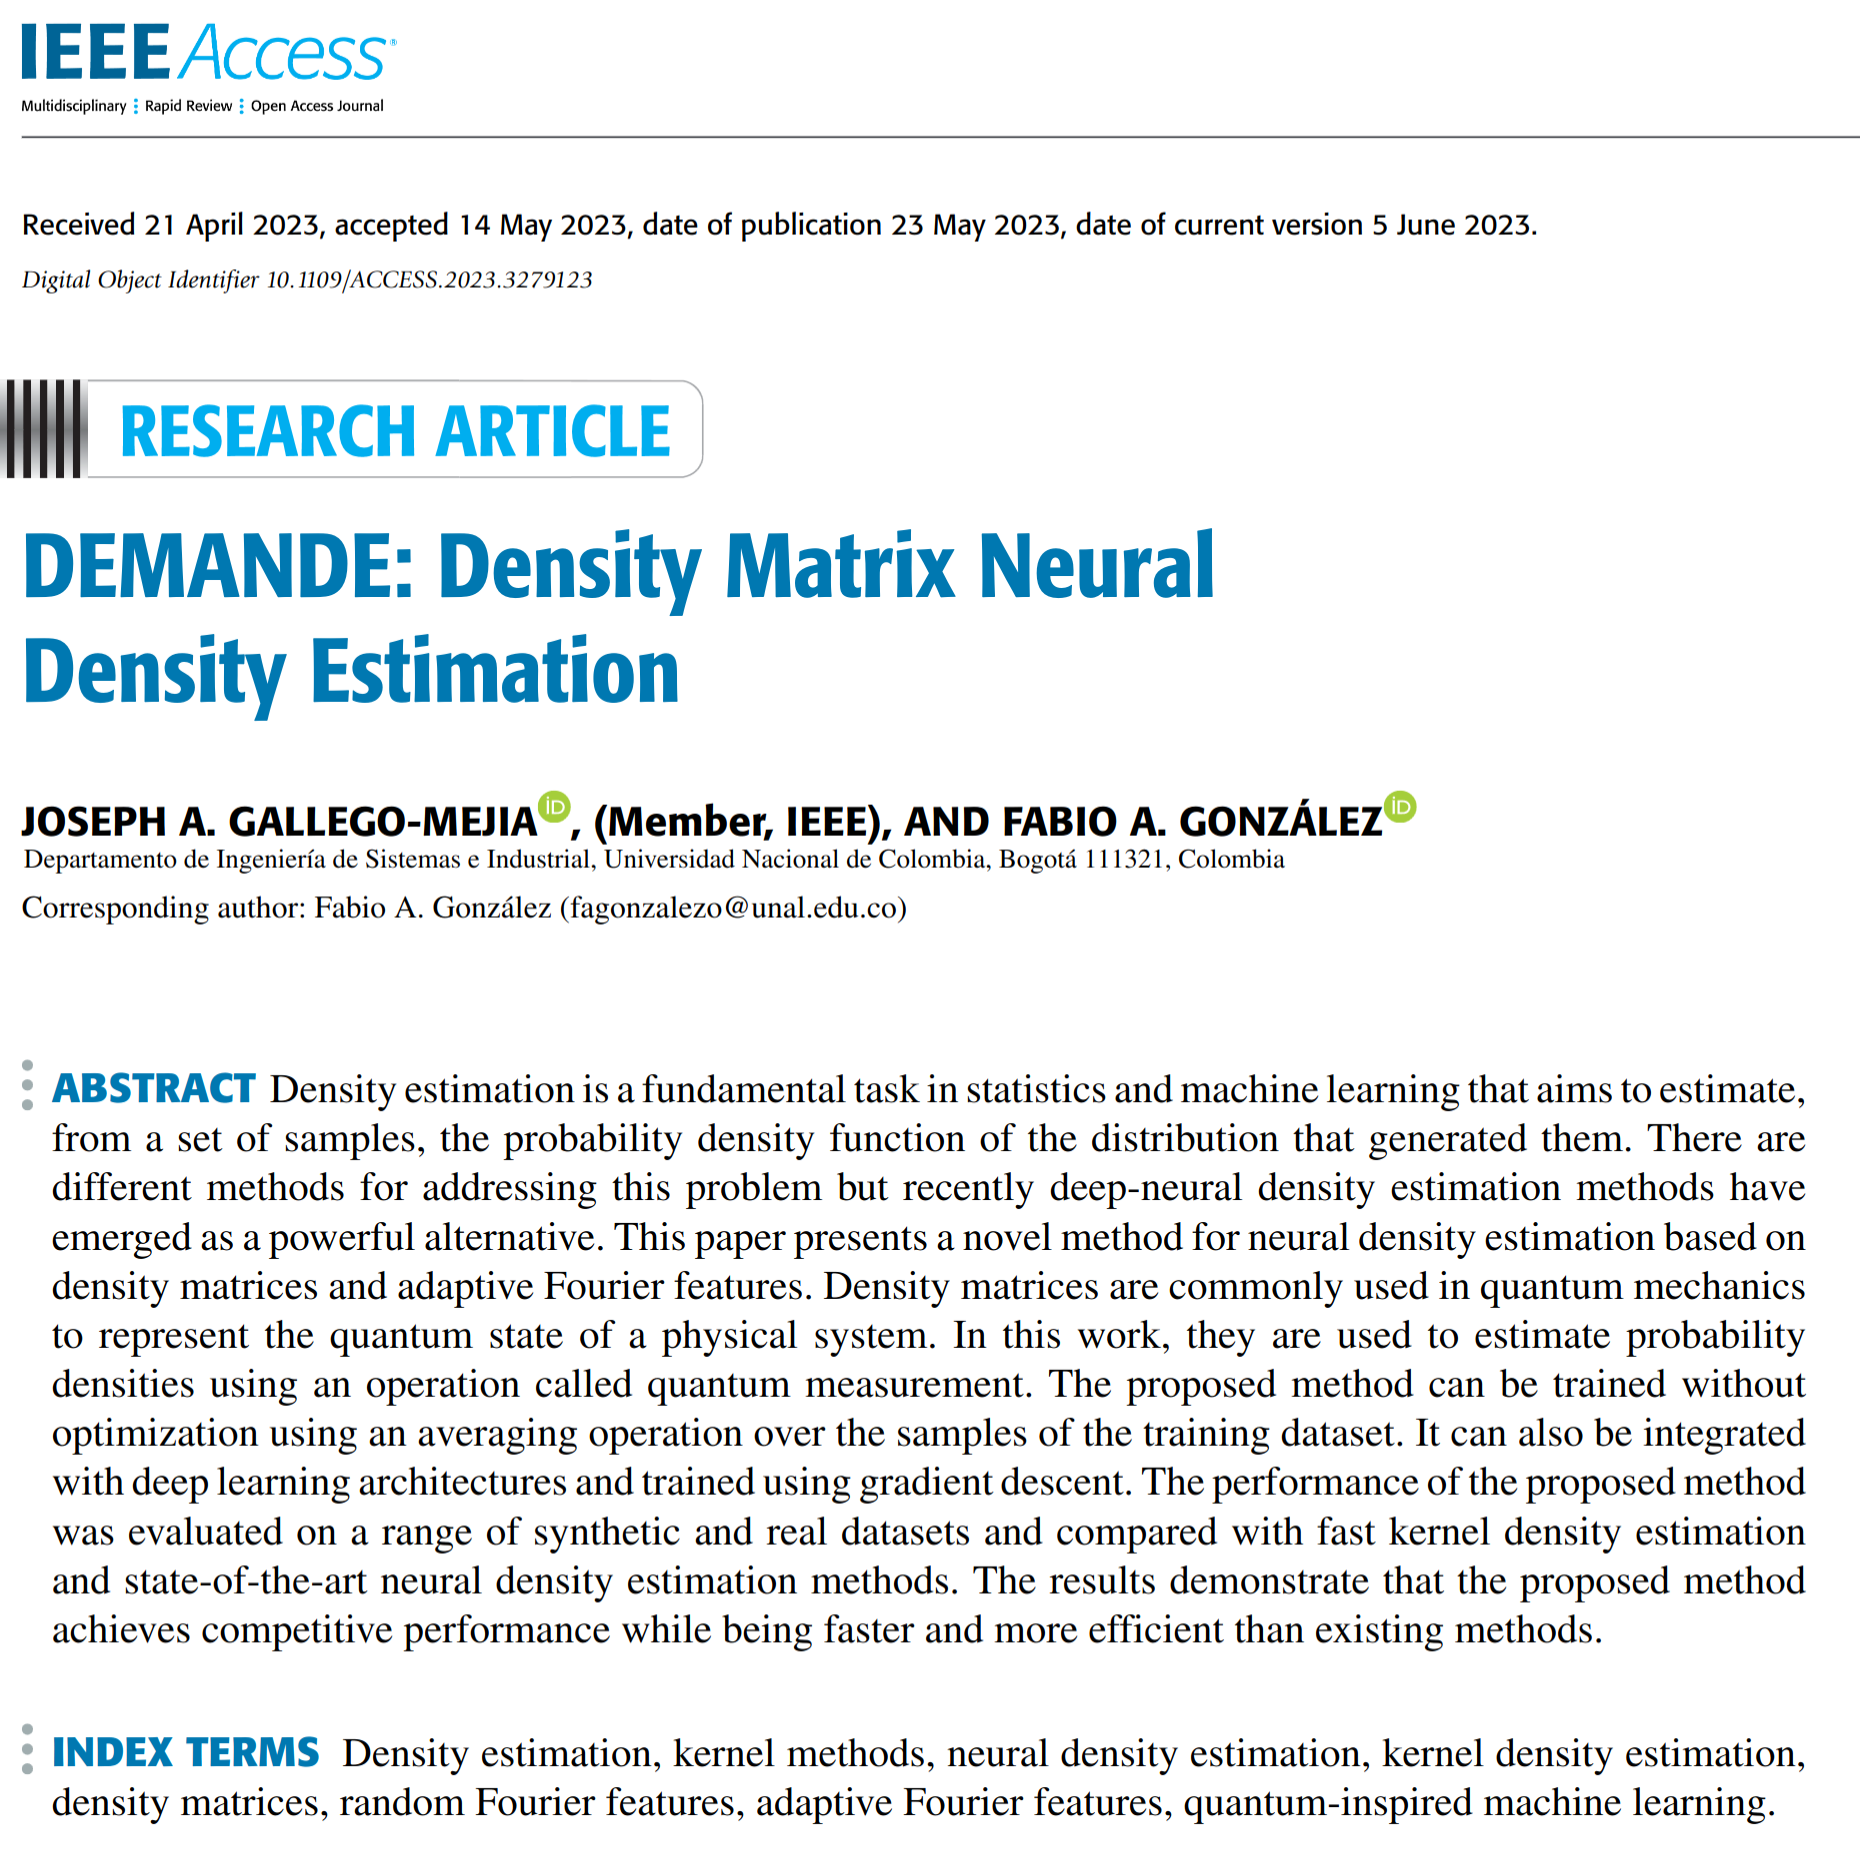 IEEE Access®
Multidisciplinary Rapid Review Open Access Journal
Received 21 April 2023, accepted 14 May 2023, date of publication 23 May 2023, date of current version 5 June 2023.
Digital Object Identifier 10.1109/ACCESS.2023.3279123
RESEARCH ARTICLE
DEMANDE: Density Matrix Neural
Density Estimation
JOSEPH A. GALLEGO-MEJIA iD, (Member, IEEE), AND FABIO A. GONZÁLEZ iD
Departamento de Ingeniería de Sistemas e Industrial, Universidad Nacional de Colombia, Bogotá 111321, Colombia
Corresponding author: Fabio A. González (fagonzalezo@unal.edu.co)
ABSTRACT Density estimation is a fundamental task in statistics and machine learning that aims to estimate,
from a set of samples, the probability density function of the distribution that generated them. There are
different methods for addressing this problem but recently deep-neural density estimation methods have
emerged as a powerful alternative. This paper presents a novel method for neural density estimation based on
density matrices and adaptive Fourier features. Density matrices are commonly used in quantum mechanics
to represent the quantum state of a physical system. In this work, they are used to estimate probability
densities using an operation called quantum measurement. The proposed method can be trained without
optimization using an averaging operation over the samples of the training dataset. It can also be integrated
with deep learning architectures and trained using gradient descent. The performance of the proposed method
was evaluated on a range of synthetic and real datasets and compared with fast kernel density estimation
and state-of-the-art neural density estimation methods. The results demonstrate that the proposed method
achieves competitive performance while being faster and more efficient than existing methods.
INDEX TERMS Density estimation, kernel methods, neural density estimation, kernel density estimation,
density matrices, random Fourier features, adaptive Fourier features, quantum-inspired machine learning.